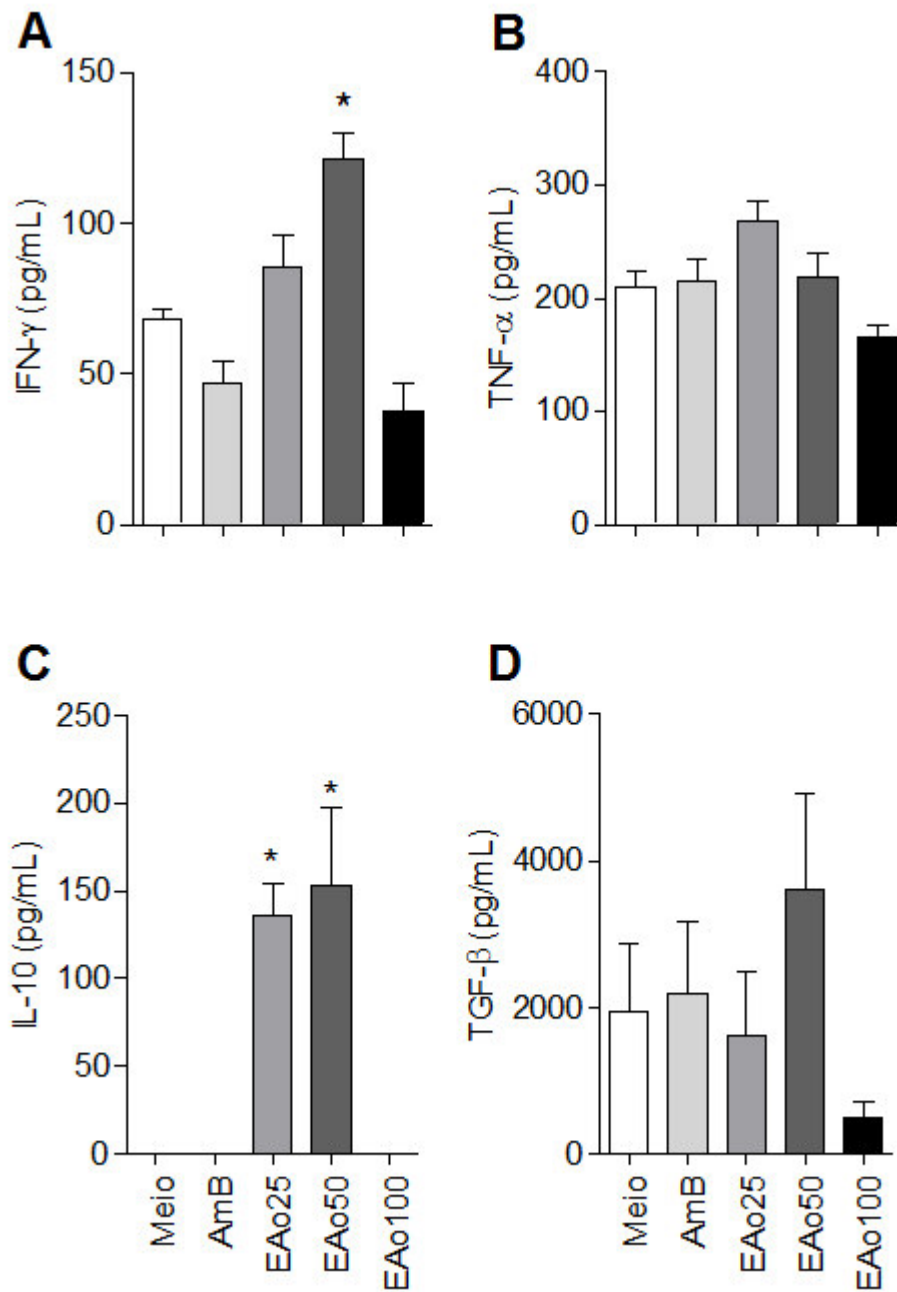 A
IFN-γ (pg/mL)
150
100
50
0
*
B
TNF-α (pg/mL)
400
300
200
100
0
C
IL-10 (pg/mL)
250
200
150
100
50
0
*
*
Meio
AmB
EAo25
EAo50
EAo100
D
TGF-β (pg/mL)
6000
4000
2000
0
Meio
AmB
EAo25
EAo50
EAo100